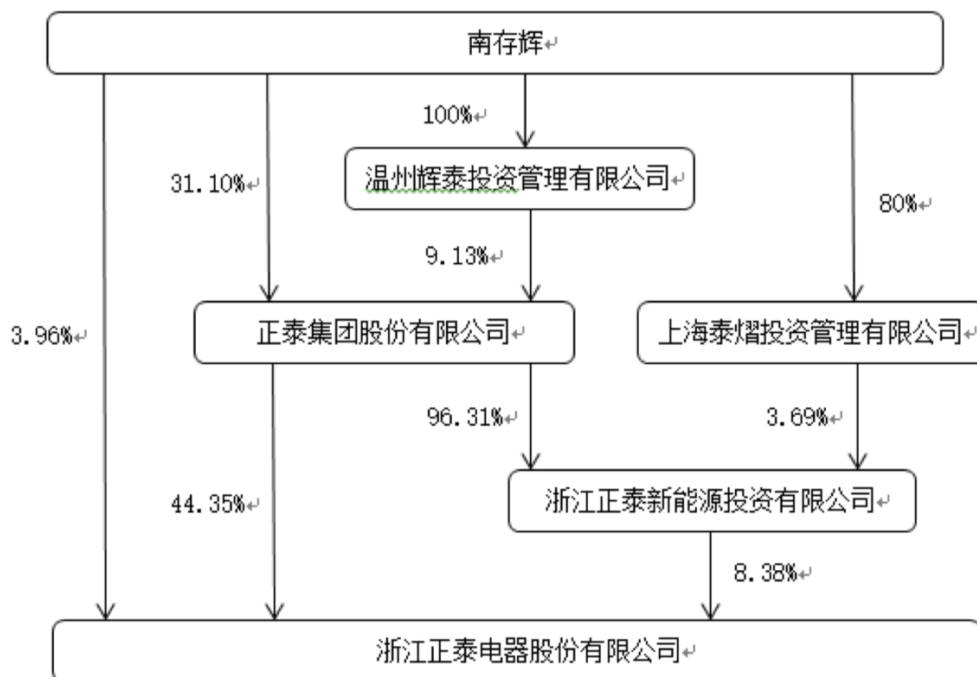 南存辉
100%
31.10%
温州辉泰投资管理有限公司
80%
9.13%
3.96%
正泰集团股份有限公司
上海泰熠投资管理有限公司
96.31%
3.69%
44.35%
浙江正泰新能源投资有限公司
8.38%
浙江正泰电器股份有限公司